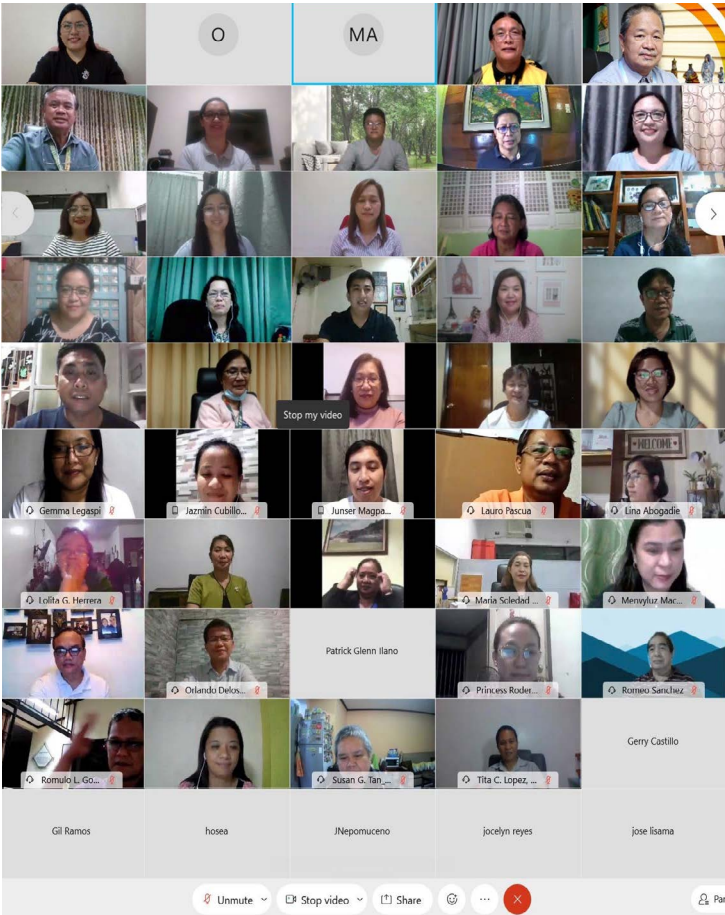 O
MA
Stop my video
Gemma Legaspi
Jazmin Cubillo...
Junser Magpa...
Lauro Pascua
WELCOME
Lina Abogadie
Lolita G. Herrera
Maria Soledad ...
Menvyluz Mac...
Orlando Delos...
Patrick Glenn Ilano
Princess Roder...
Romeo Sanchez
Romulo L. Go...
Susan G. Tan_...
Tita C. Lopez, ...
Gerry Castillo
Gil Ramos
hosea
JNepomuceno
jocelyn reyes
jose lisama
Unmute
Stop video
Share
Par